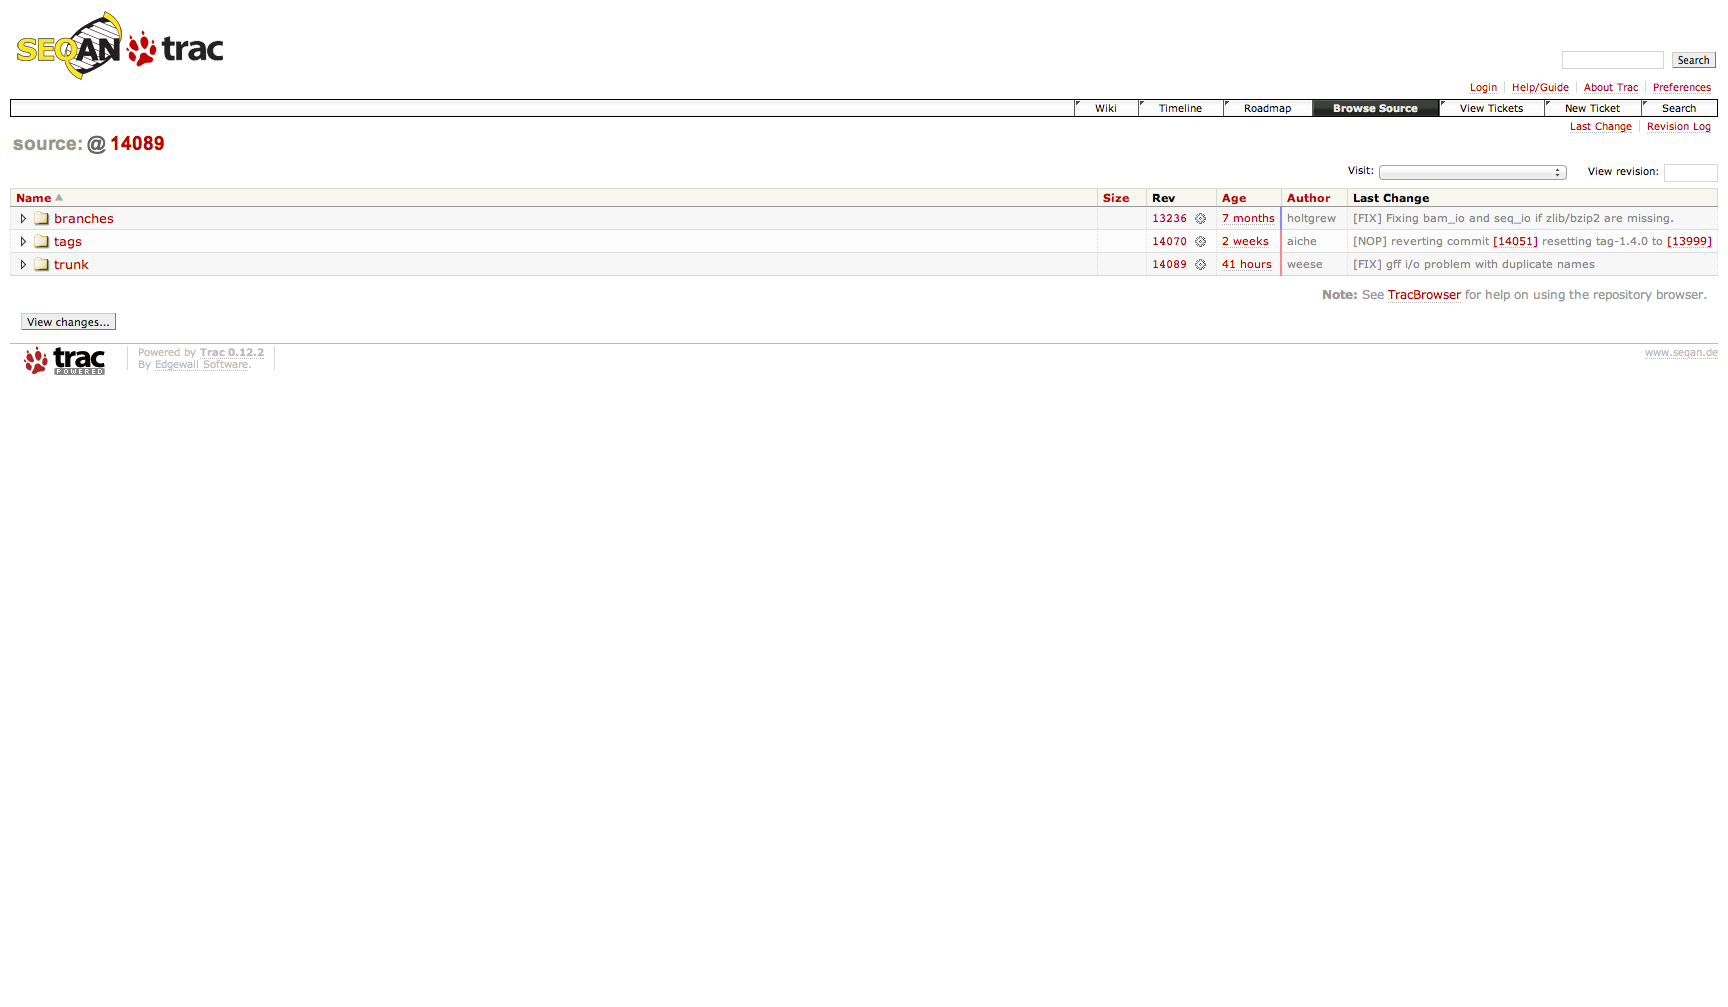 SEQAN trac
Search
Login Help/Guide About Trac Preferences
Wiki Timeline Roadmap Browse Source View Tickets New Ticket Search
Last Change Revision Log
source: @ 14089
Visit: View revision:
Name Size Rev Age Author Last Change
branches 13236 7 months holtgrew [FIX] Fixing bam_io and seq_io if zlib/bzip2 are missing.
tags 14070 2 weeks aiche [NOP] reverting commit [14051] resetting tag-1.4.0 to [13999]
trunk 14089 41 hours weese [FIX] gff i/o problem with duplicate names
Note: See TracBrowser for help on using the repository browser.
View changes...
trac POWERED
Powered by Trac 0.12.2
By Edgewall Software.
www.seqan.de